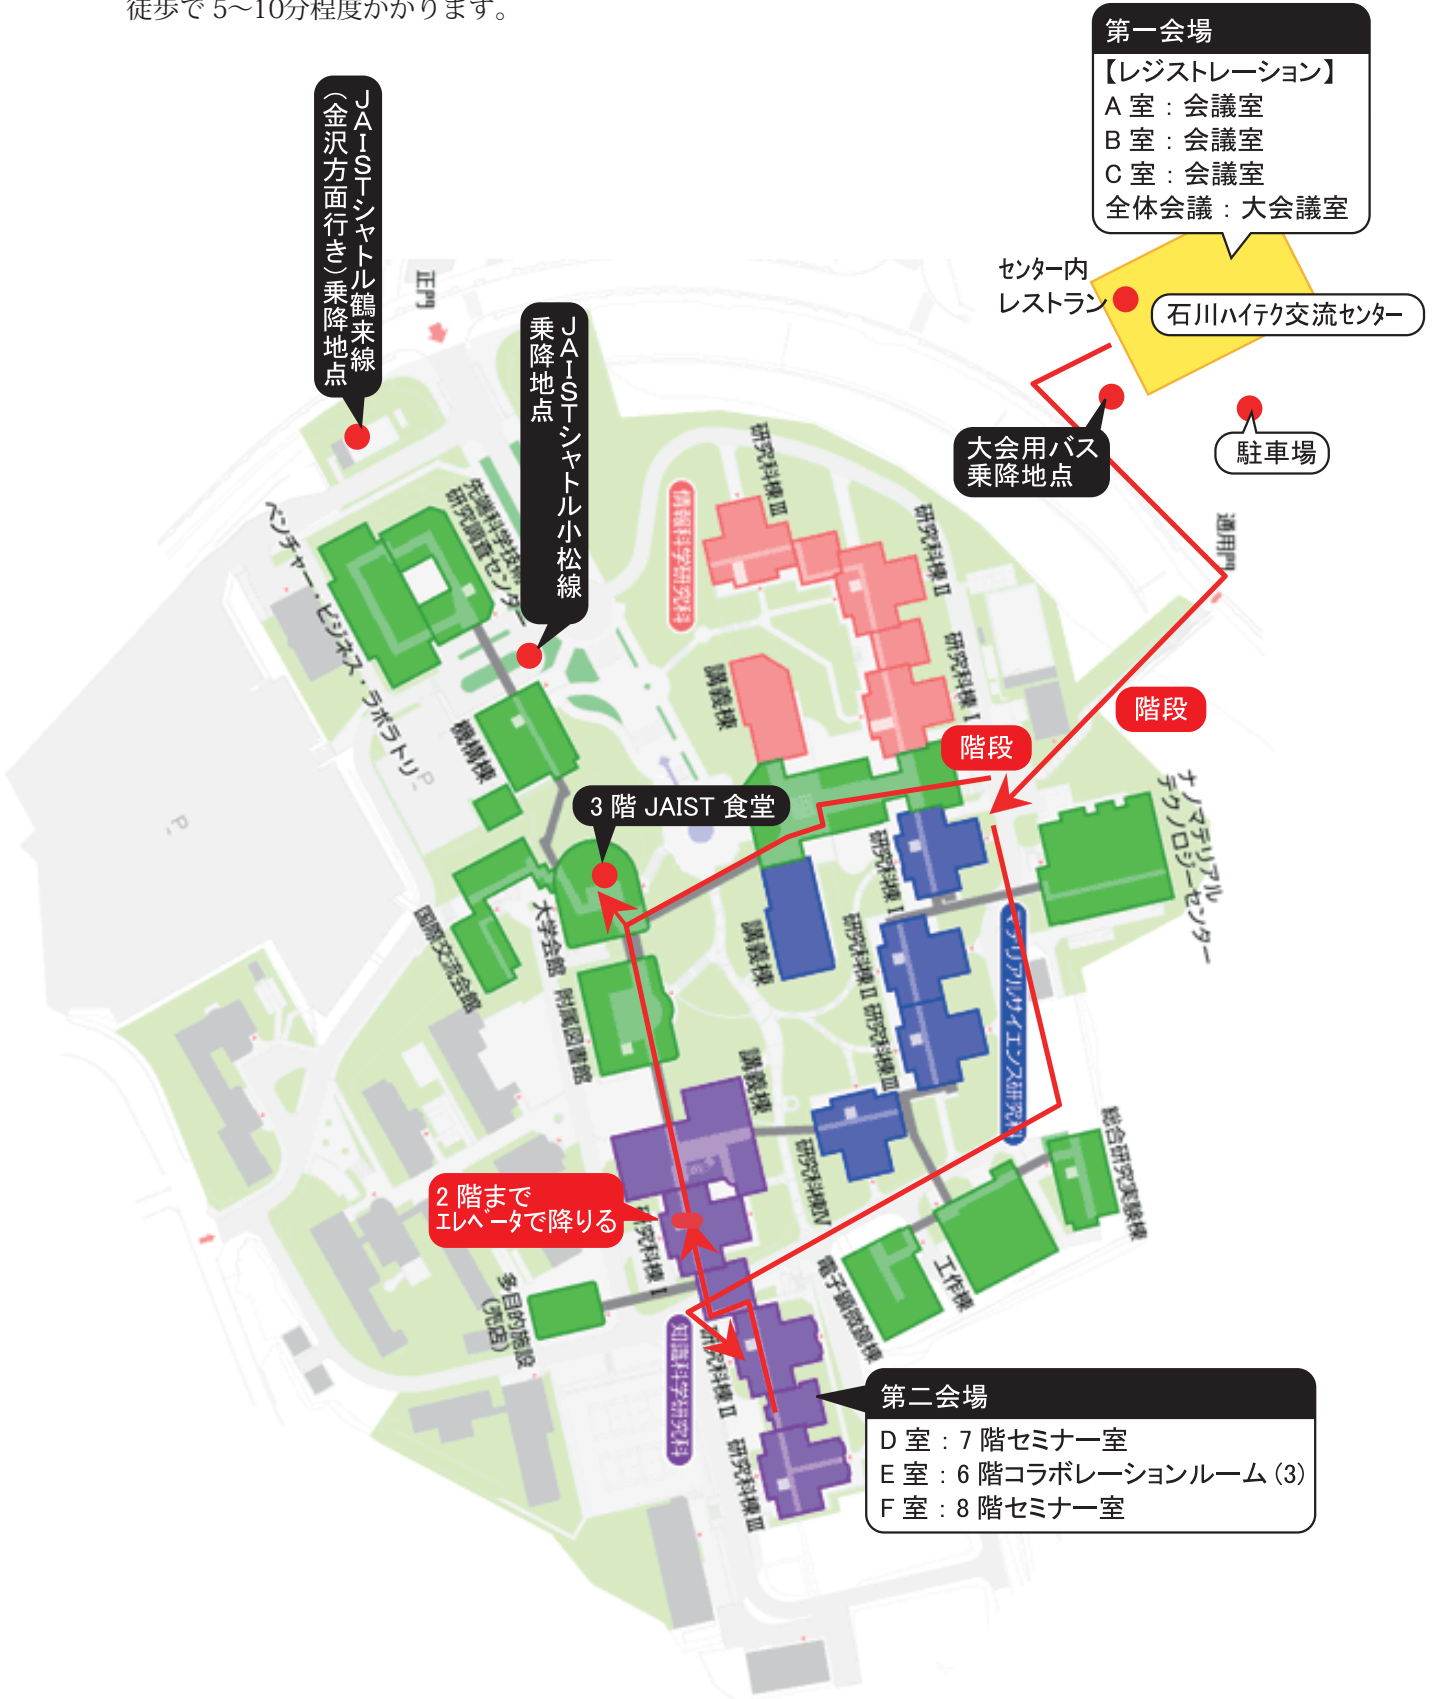 徒歩で 5～10分程度かかります。
第一会場
【レジストレーション】
A 室：会議室
B 室：会議室
C 室：会議室
全体会議：大会議室
JAISTシャトル鶴来線
（金沢方面行き）乗降地点
正門
JAISTシャトル小松線
乗降地点
センター内
レストラン
石川ハイテク交流センター
大会用バス
乗降地点
駐車場
通用門
階段
階段
研究科棟Ⅲ
情報科学研究科
研究科棟Ⅱ
研究科棟Ⅰ
講義棟
先端科学技術
研究調査センター
ベンチャー・ビジネス・ラボラトリ
機構棟
P
P
3 階 JAIST 食堂
ナノマテリアル
テクノロジーセンター
研究科棟Ⅰ
講義棟
研究科棟Ⅱ
研究科棟Ⅲ
マテリアルサイエンス研究科
大学会館
国際交流会館
附属図書館
講義棟
研究科棟Ⅳ
総合研究実験棟
工作棟
電子顕微鏡棟
2 階まで
エレベータで降りる
研究科棟Ⅰ
多目的施設
（売店）
知識科学研究科
研究科棟Ⅱ
研究科棟Ⅲ
第二会場
D 室：7 階セミナー室
E 室：6 階コラボレーションルーム（3）
F 室：8 階セミナー室